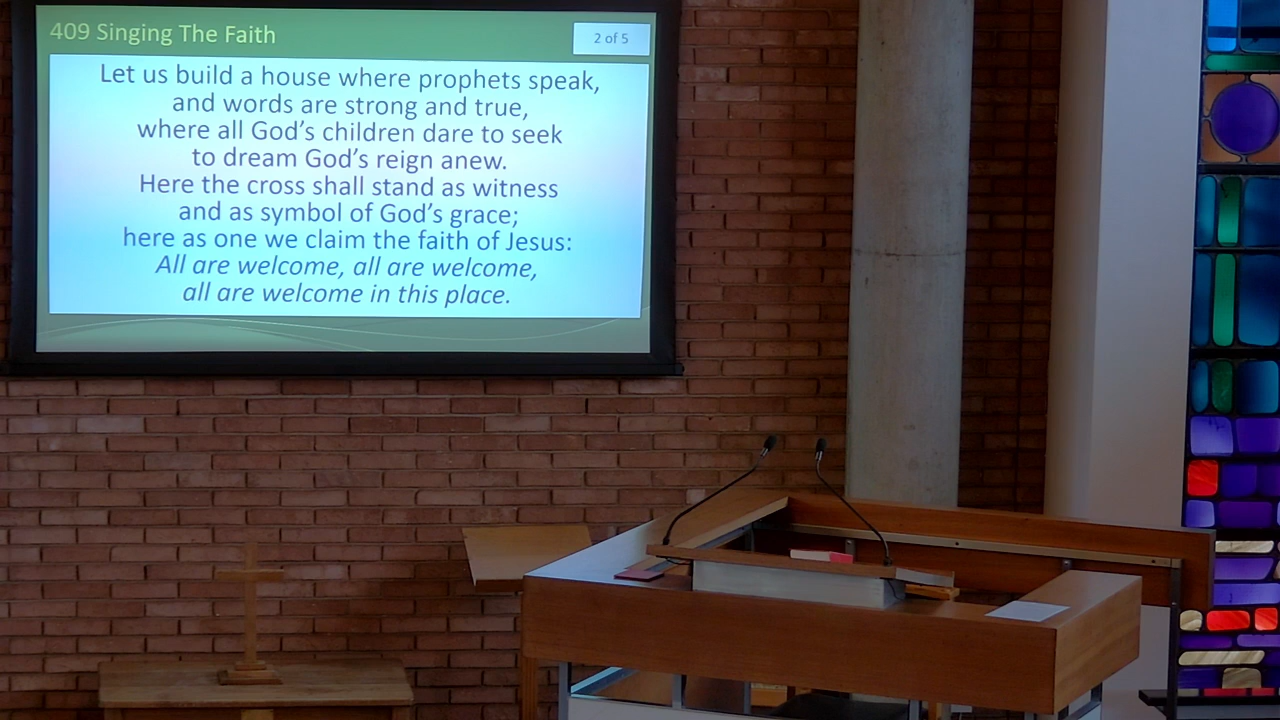 409 Singing The Faith
2 of 5
Let us build a house where prophets speak,
and words are strong and true,
where all God’s children dare to seek
to dream God’s reign anew.
Here the cross shall stand as witness
and as symbol of God’s grace;
here as one we claim the faith of Jesus:
All are welcome, all are welcome,
all are welcome in this place.